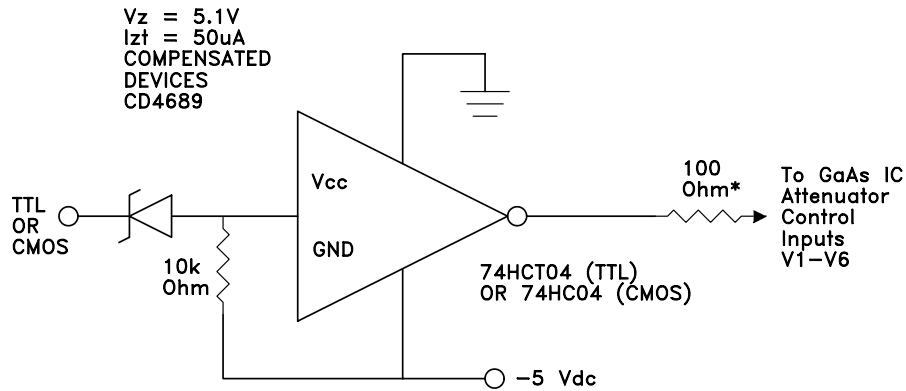 Vz = 5.1V
Izt = 50uA
COMPENSATED
DEVICES
CD4689
TTL
OR
CMOS
10k
Ohm
Vcc
GND
74HCT04 (TTL)
OR 74HC04 (CMOS)
100
Ohm*
To GaAs IC
Attenuator
Control
Inputs
V1-V6
-5 Vdc